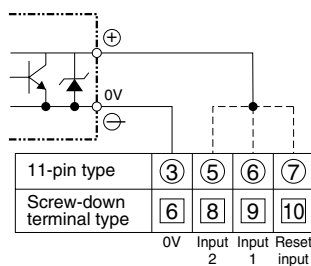 ⊕
0V
⊖
11-pin type ③ ⑤ ⑥ ⑦
Screw-down
terminal type 6 8 9 10
0V Input Input Reset
2 1 input